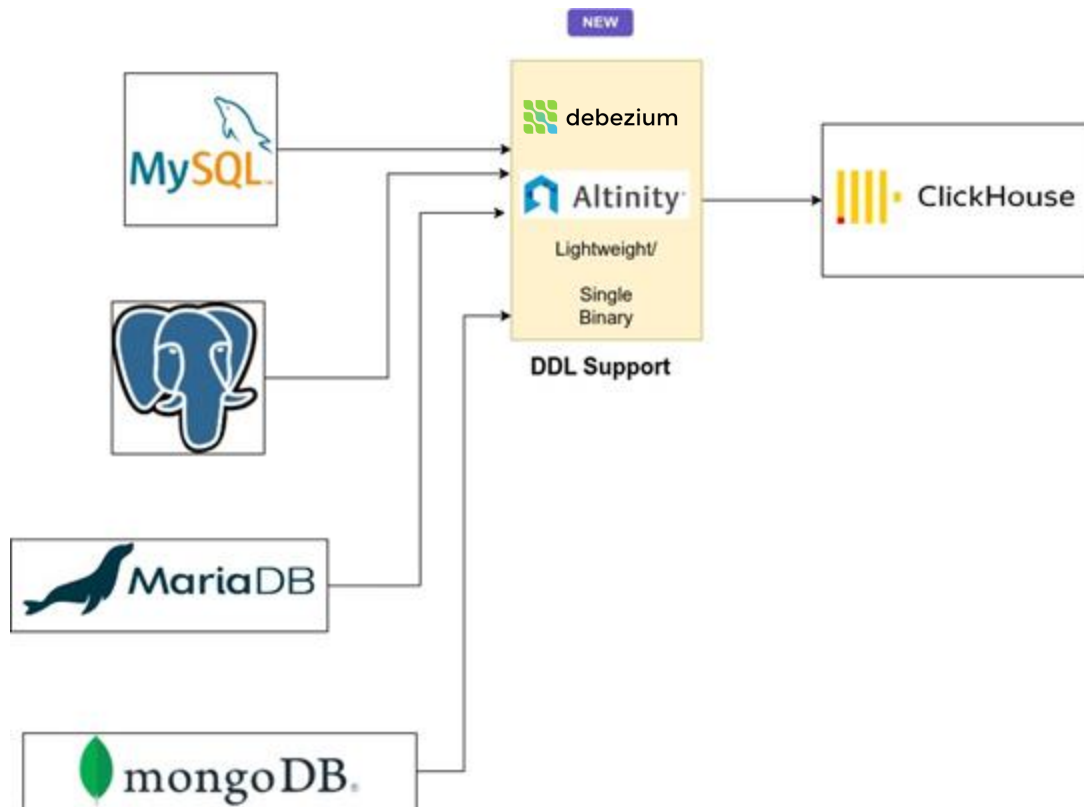 NEW
MySQL
debezium
Altinity
Lightweight/
Single
Binary
DDL Support
ClickHouse
MariaDB
mongoDB®